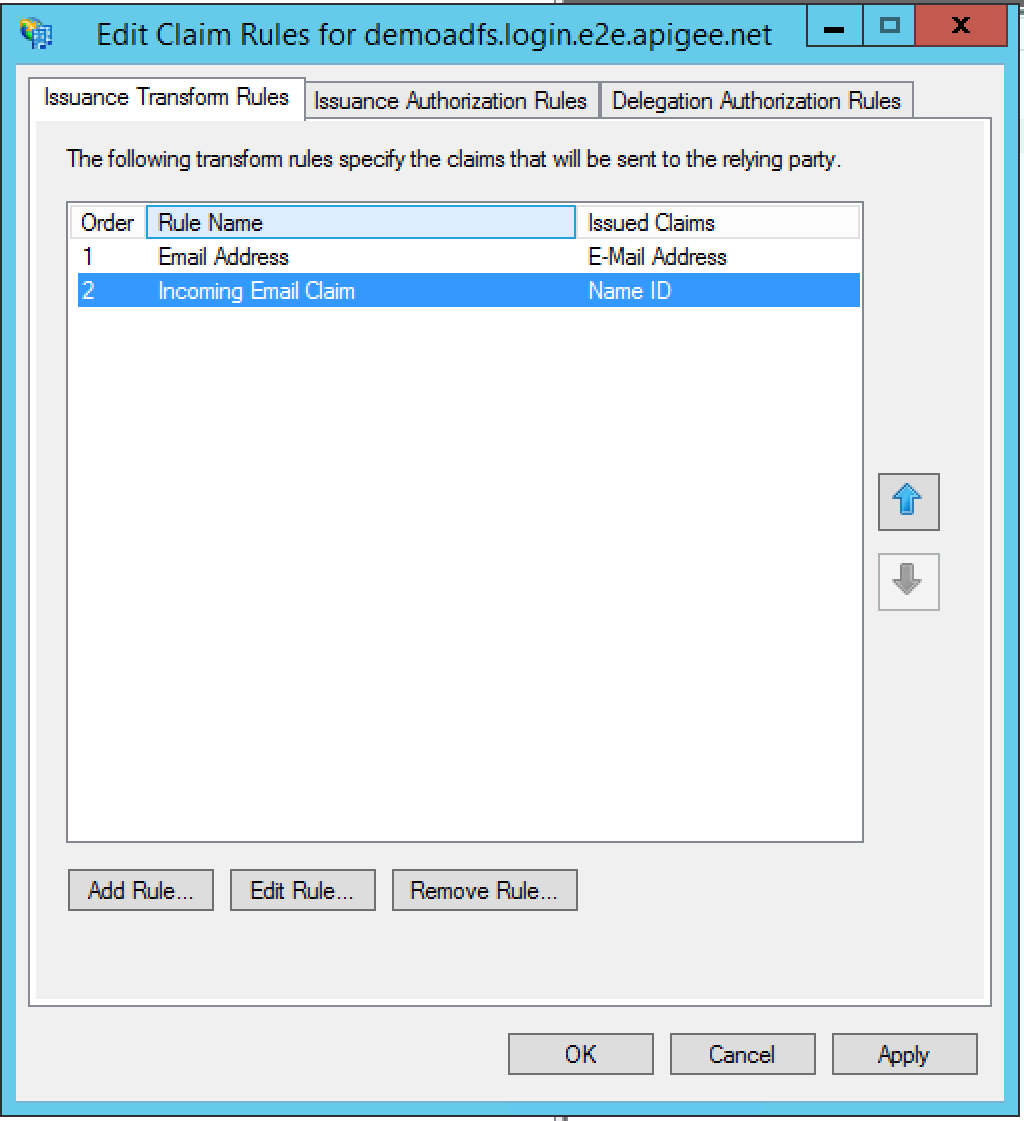 Edit Claim Rules for demoadfs.login.e2e.apigee.net
Issuance Transform Rules Issuance Authorization Rules Delegation Authorization Rules
The following transform rules specify the claims that will be sent to the relying party.
Order Rule Name Issued Claims
1 Email Address E-Mail Address
2 Incoming Email Claim Name ID
Add Rule... Edit Rule... Remove Rule...
OK Cancel Apply